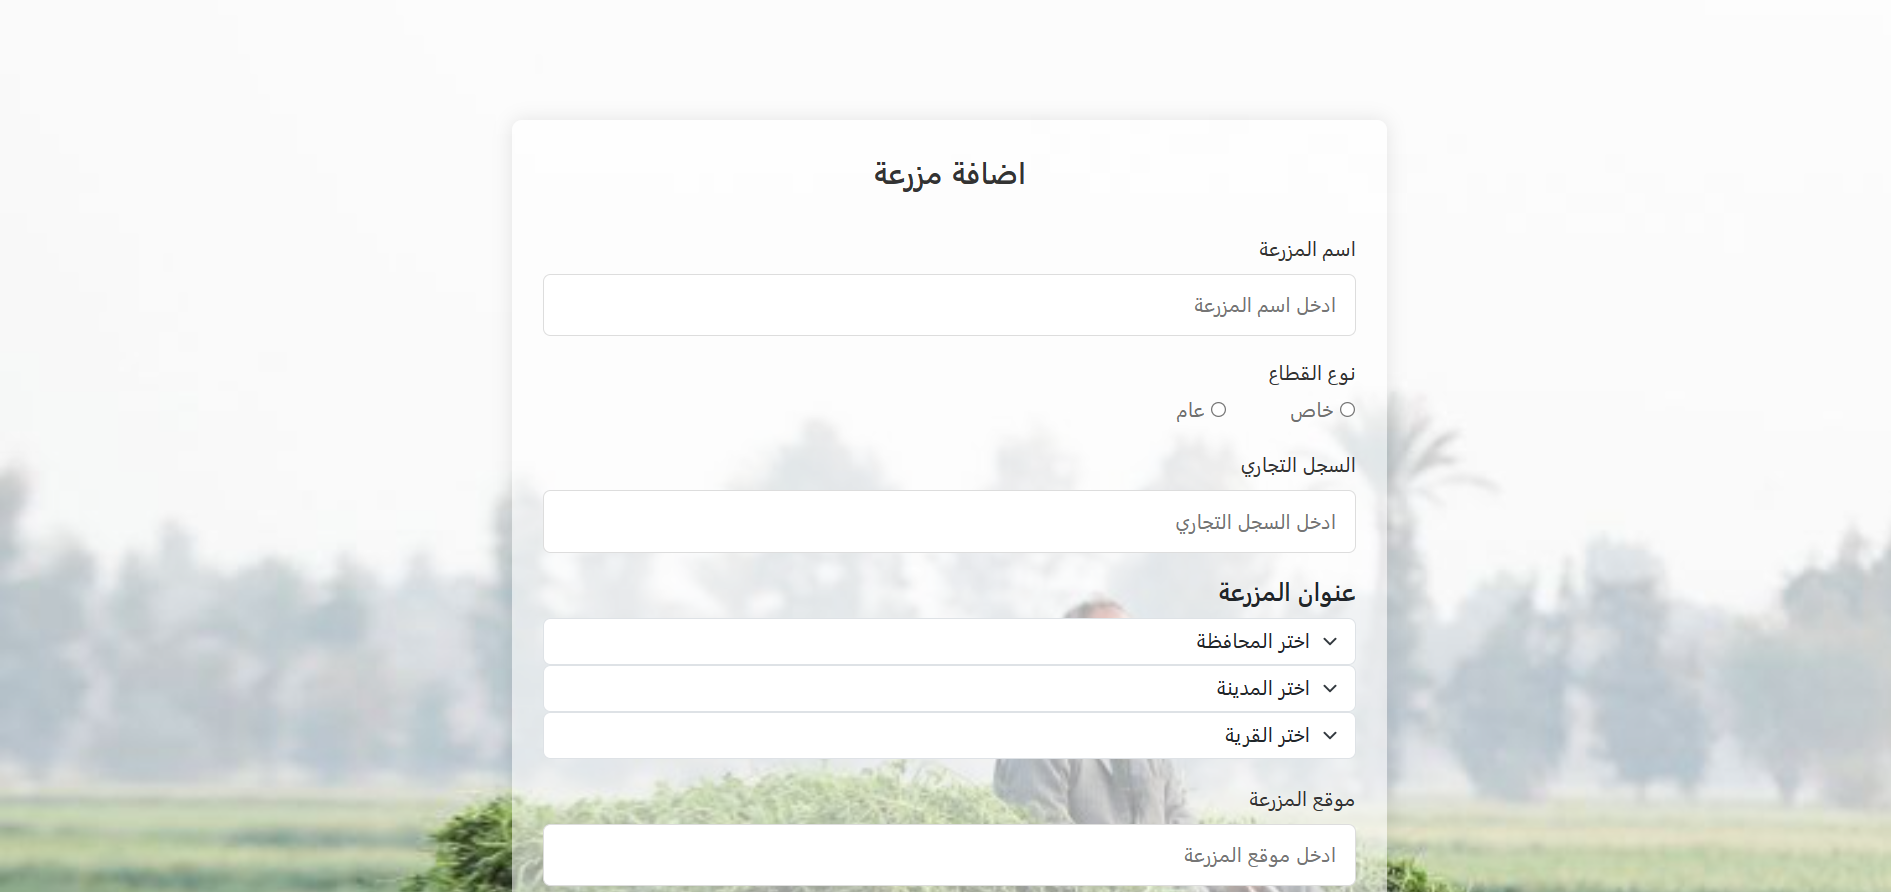 اضافة مزرعة
اسم المزرعة
ادخل اسم المزرعة
نوع القطاع
خاص عام
السجل التجاري
ادخل السجل التجاري
عنوان المزرعة
اختر المحافظة
اختر المدينة
اختر القرية
موقع المزرعة
ادخل موقع المزرعة